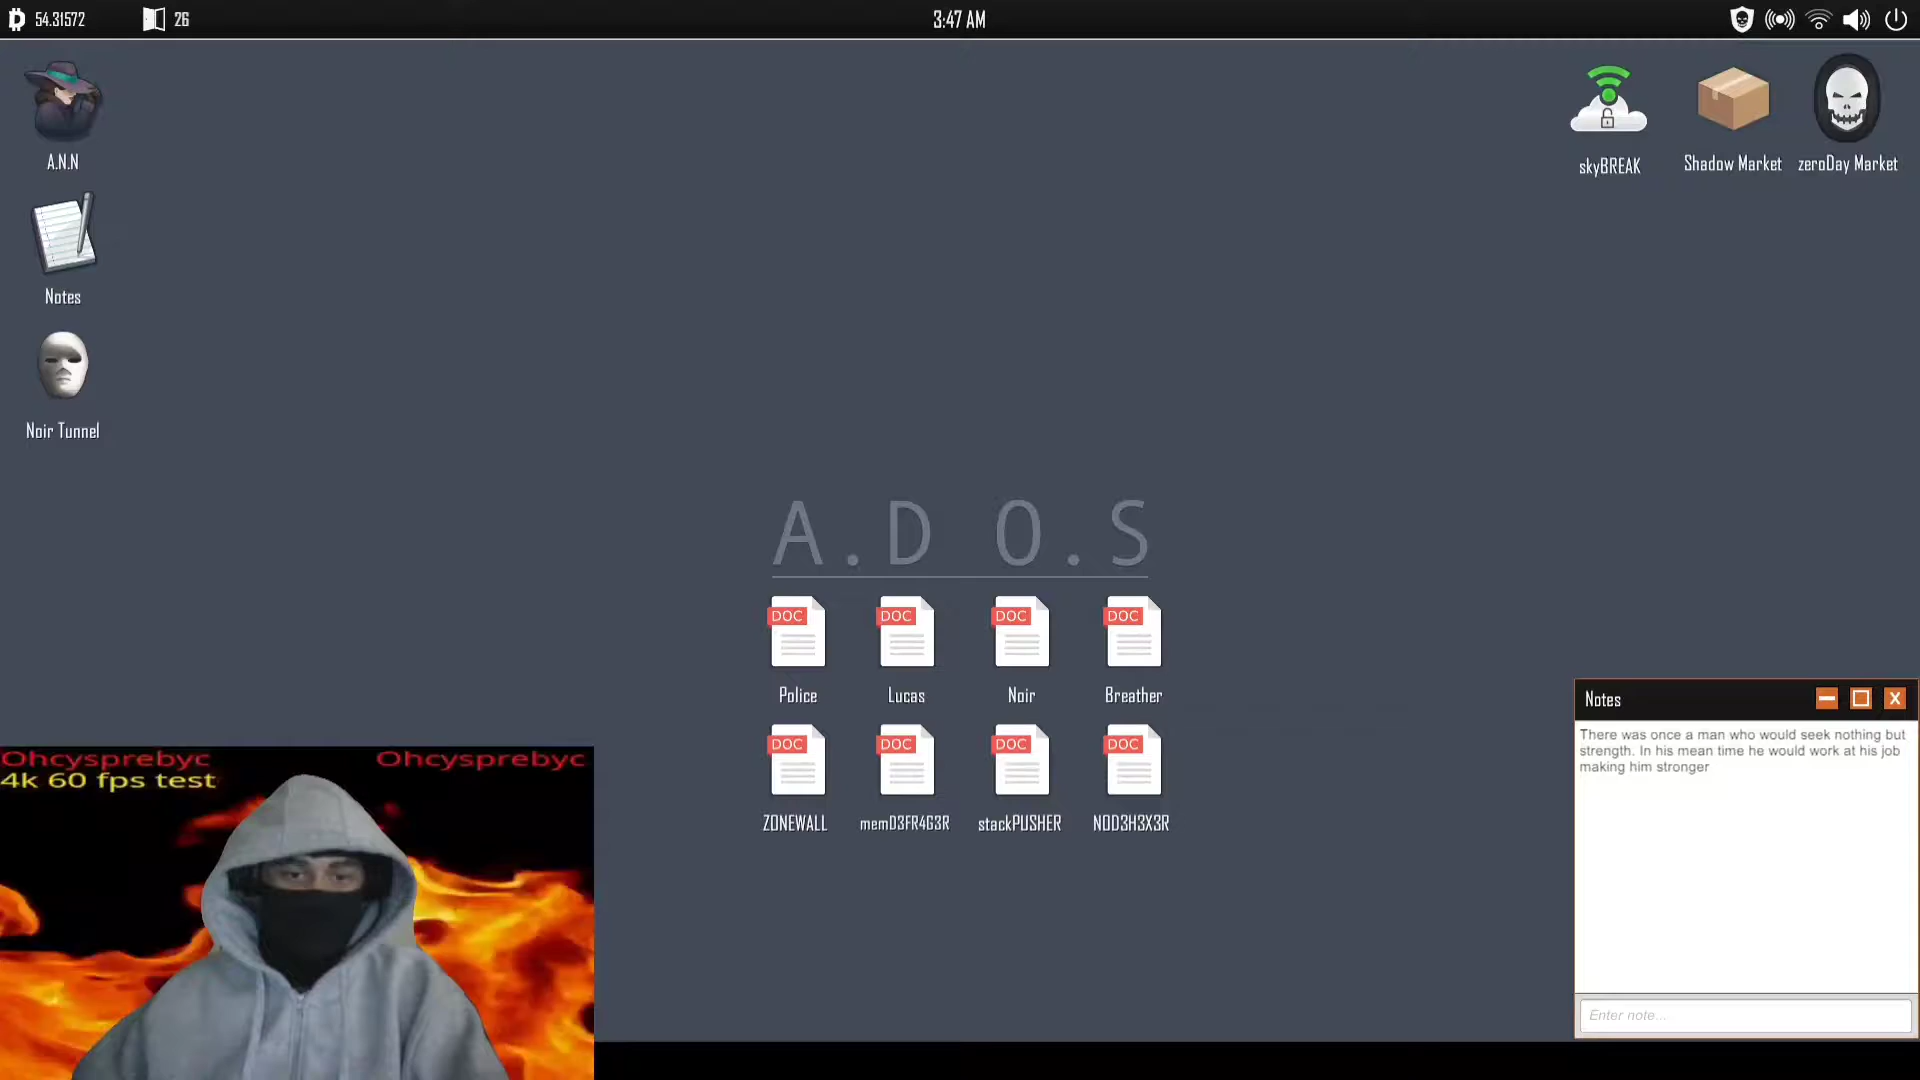 54.31572
26
3:47 AM
A.N.N
Notes
Noir Tunnel
skyBREAK
Shadow Market
zeroDay Market
A.D O.S
DOC
DOC
DOC
DOC
Police
Lucas
Noir
Breather
DOC
DOC
DOC
DOC
ZONEWALL
memD3FR4G3R
stackPUSHER
NOD3H3X3R
Notes
There was once a man who would seek nothing but
strength. In his mean time he would work at his job
making him stronger
Enter note...
Ohcysprebyc
Ohcysprebyc
4k 60 fps test